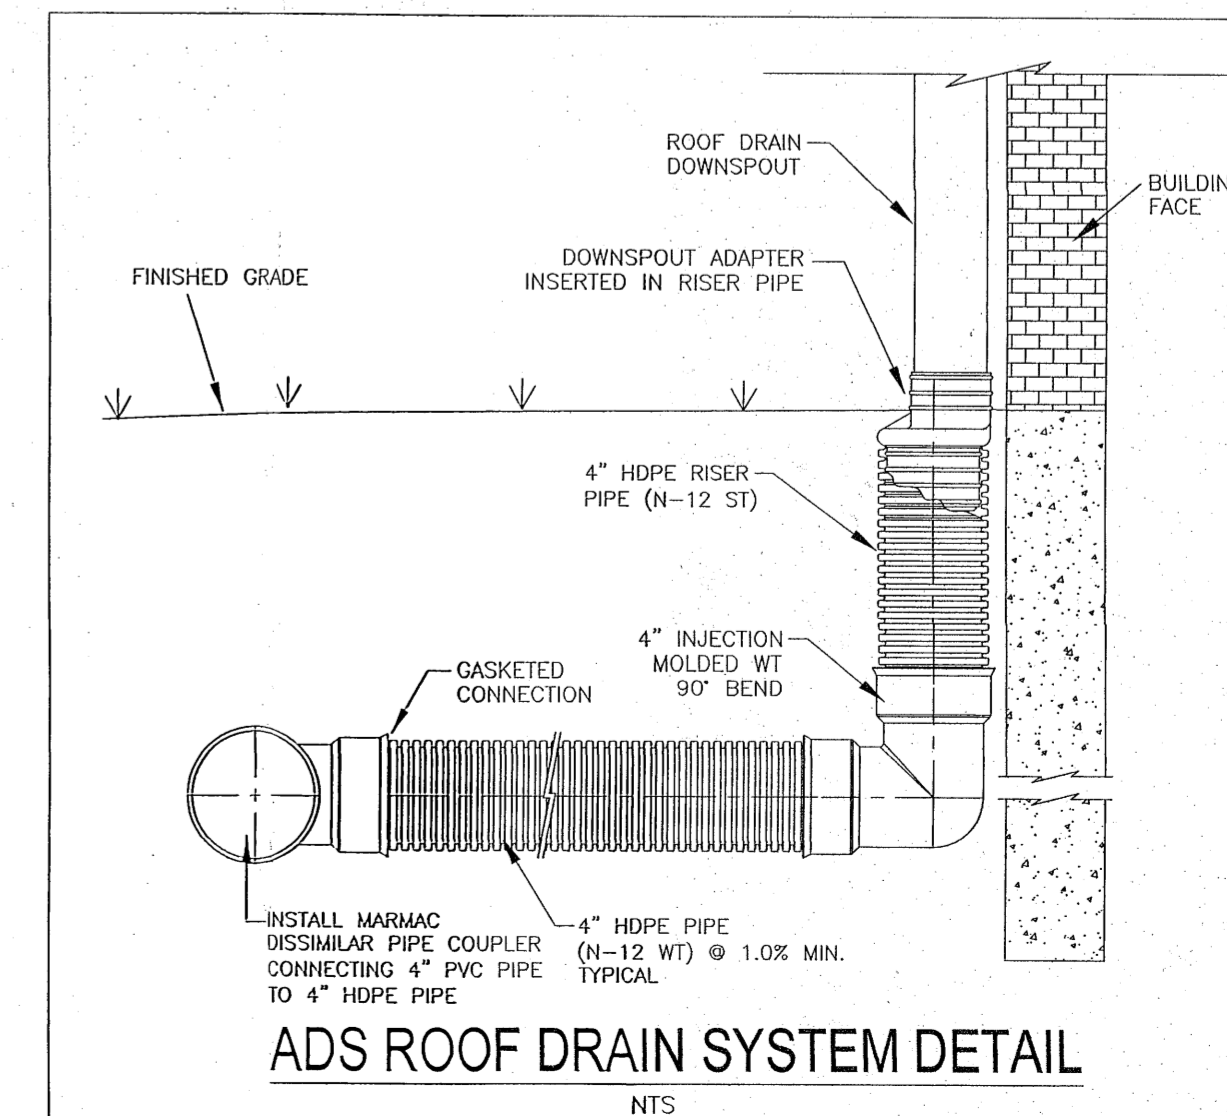 ROOF DRAIN
DOWNSPOUT
BUILDIN
FACE
DOWNSPOUT ADAPTER
INSERTED IN RISER PIPE
FINISHED GRADE
4" HDPE RISER
PIPE (N-12 ST)
4" INJECTION
MOLDED WT
90° BEND
GASKETED
CONNECTION
INSTALL MARMAC
DISSIMILAR PIPE COUPLER
CONNECTING 4" PVC PIPE
TO 4" HDPE PIPE
4" HDPE PIPE
(N-12 WT) @ 1.0% MIN.
TYPICAL
ADS ROOF DRAIN SYSTEM DETAIL
NTS